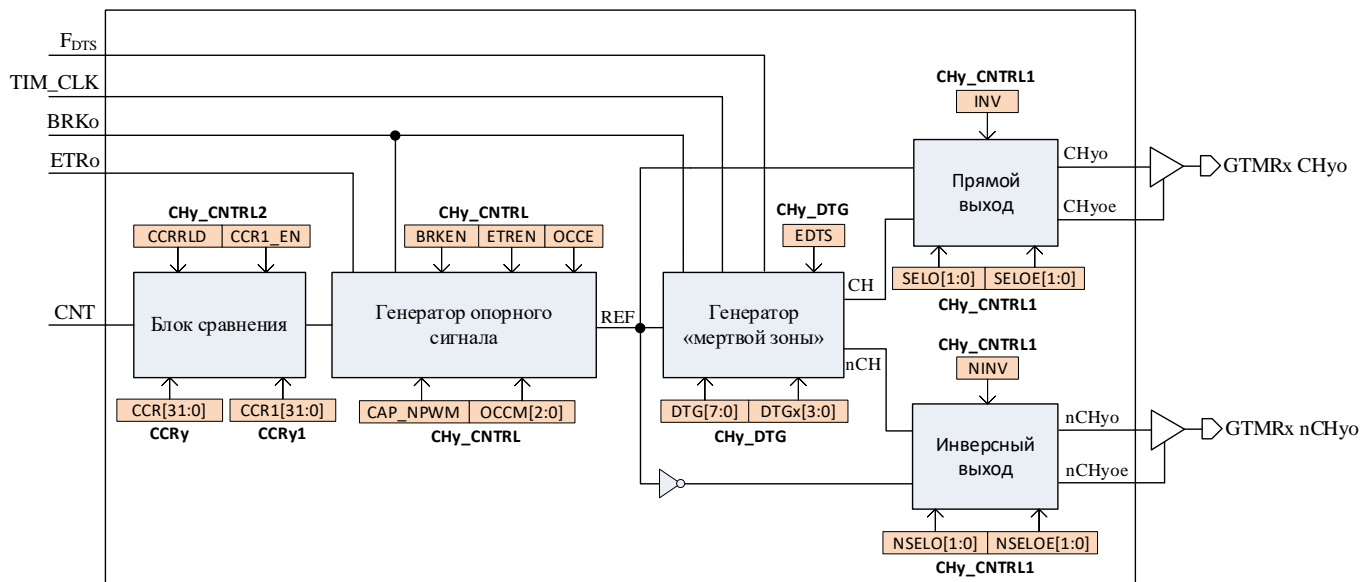 F_DTS
TIM_CLK
BRKo
ETRo
CNT
CHy_CNTRL2
CCRRLD CCR1_EN
Блок сравнения
CCR[31:0] CCR1[31:0]
CCRy CCRy1
CHy_CNTRL
BRKEN ETREN OCCE
Генератор опорного
сигнала
CAP_NPWM OCCM[2:0]
CHy_CNTRL
REF
CHy_DTG
EDTS
Генератор
«мертвой зоны»
DTG[7:0] DTGx[3:0]
CHy_DTG
CH
nCH
CHy_CNTRL1
INV
Прямой
выход
SELO[1:0] SELOE[1:0]
CHy_CNTRL1
CHyo
CHyoe
GTMRx CHyo
CHy_CNTRL1
NINV
Инверсный
выход
NSELO[1:0] NSELOE[1:0]
CHy_CNTRL1
nCHyo
nCHyoe
GTMRx nCHyo